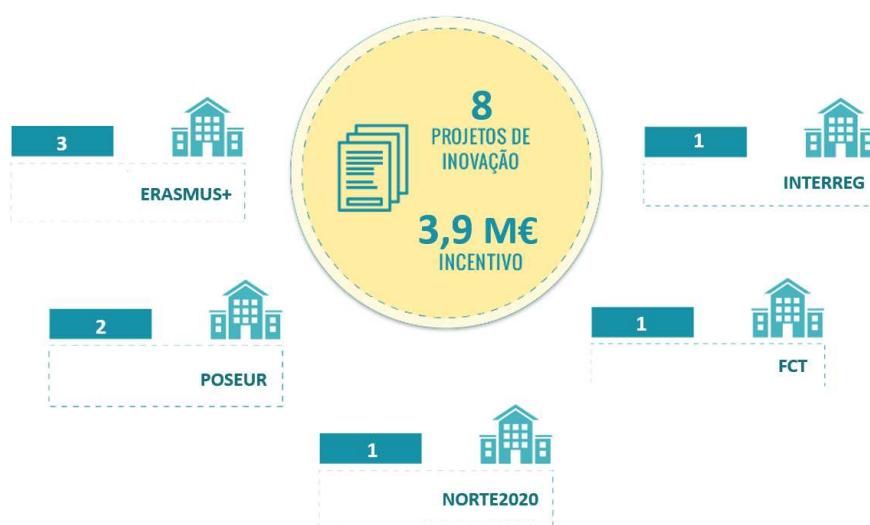 8
PROJETOS DE
INOVAÇÃO
3,9 M€
INCENTIVO
3
ERASMUS+
1
INTERREG
2
POSEUR
1
FCT
1
NORTE2020